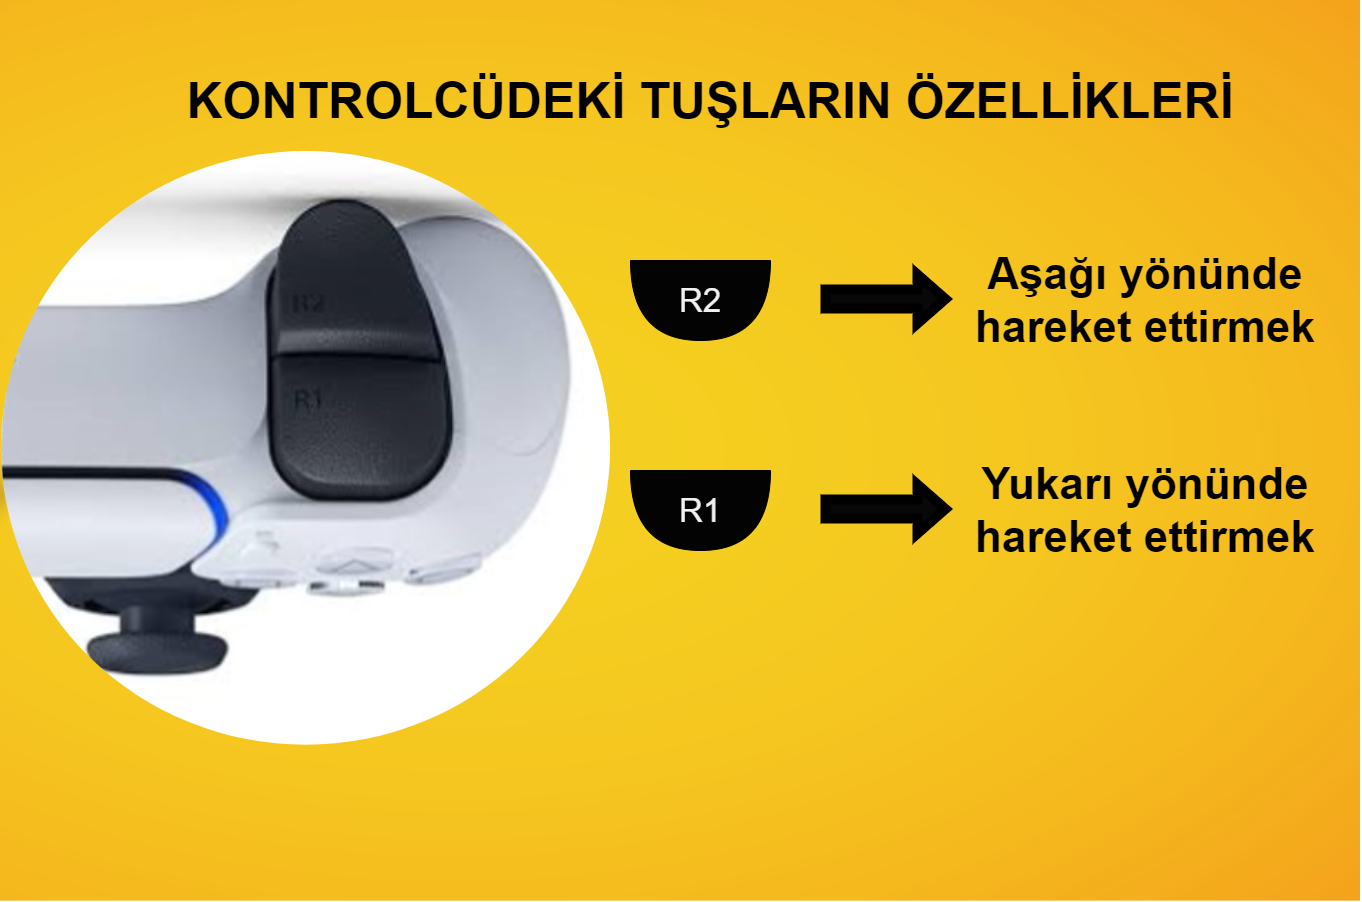 KONTROLCÜDEKİ TUŞLARIN ÖZELLİKLERİ
R2
R1
R2
Aşağı yönünde
hareket ettirmek
R1
Yukarı yönünde
hareket ettirmek